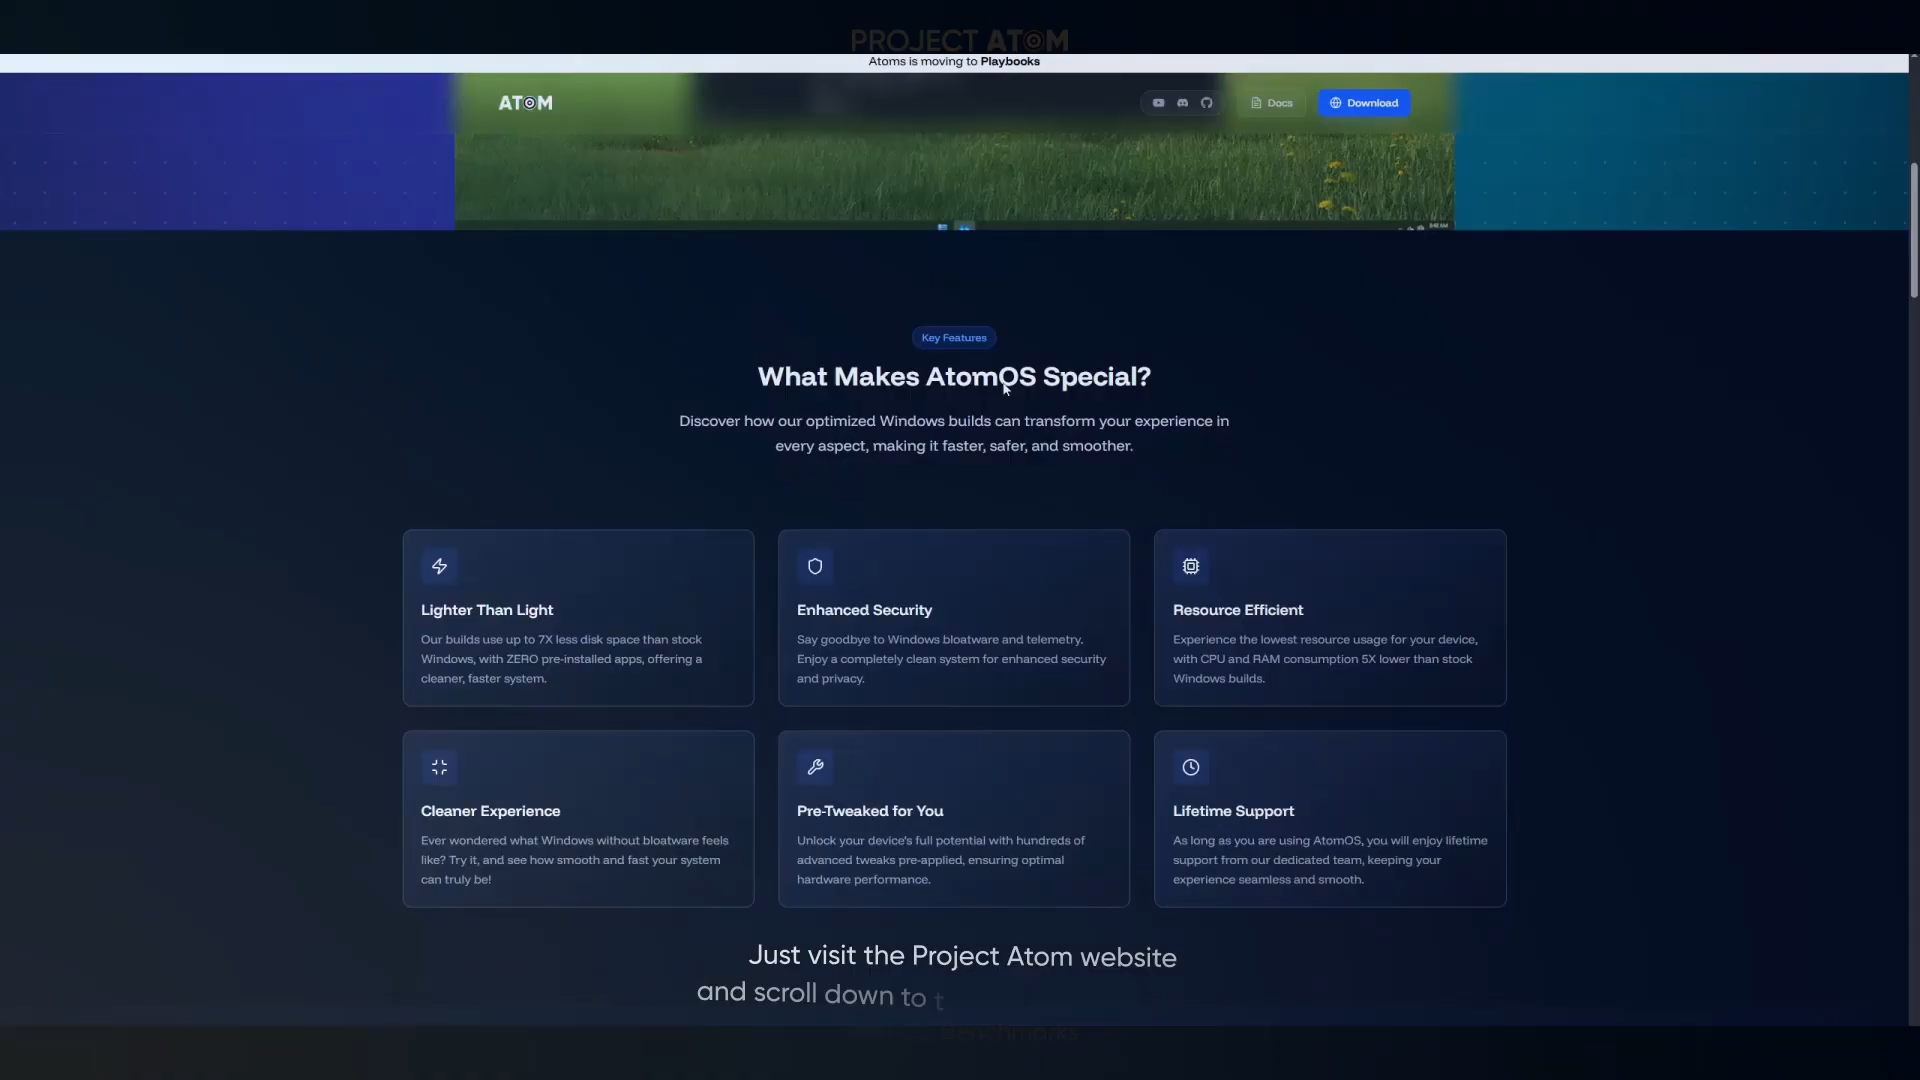 PROJECT ATOM
Atoms is moving to Playbooks
ATOM
Docs
Download
Key Features
What Makes AtomOS Special?
Discover how our optimized Windows builds can transform your experience in
every aspect, making it faster, safer, and smoother.
Lighter Than Light
Our builds use up to 7X less disk space than stock
Windows, with ZERO pre-installed apps, offering a
cleaner, faster system.
Enhanced Security
Say goodbye to Windows bloatware and telemetry.
Enjoy a completely clean system for enhanced security
and privacy.
Resource Efficient
Experience the lowest resource usage for your device,
with CPU and RAM consumption 5X lower than stock
Windows builds.
Cleaner Experience
Ever wondered what Windows without bloatware feels
like? Try it, and see how smooth and fast your system
can truly be!
Pre-Tweaked for You
Unlock your device's full potential with hundreds of
advanced tweaks pre-applied, ensuring optimal
hardware performance.
Lifetime Support
As long as you are using AtomOS, you will enjoy lifetime
support from our dedicated team, keeping your
experience seamless and smooth.
Just visit the Project Atom website
and scroll down to t
Benchmarks